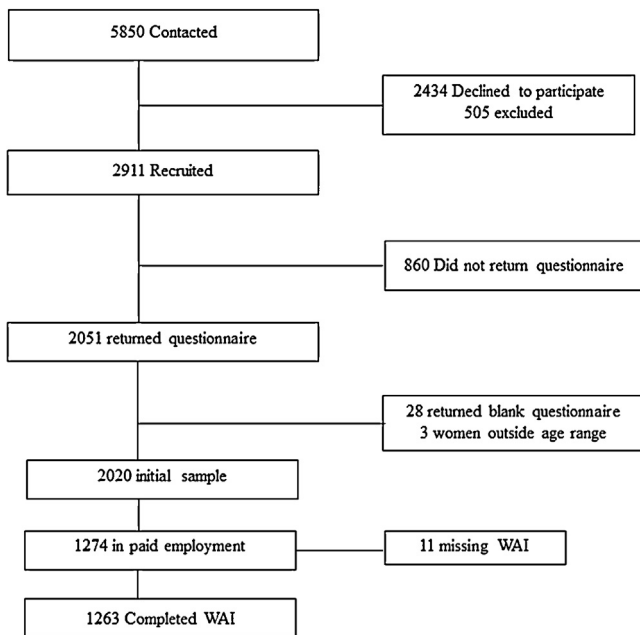 5850 Contacted
2434 Declined to participate
505 excluded
2911 Recruited
860 Did not return questionnaire
2051 returned questionnaire
28 returned blank questionnaire
3 women outside age range
2020 initial sample
1274 in paid employment
11 missing WAI
1263 Completed WAI